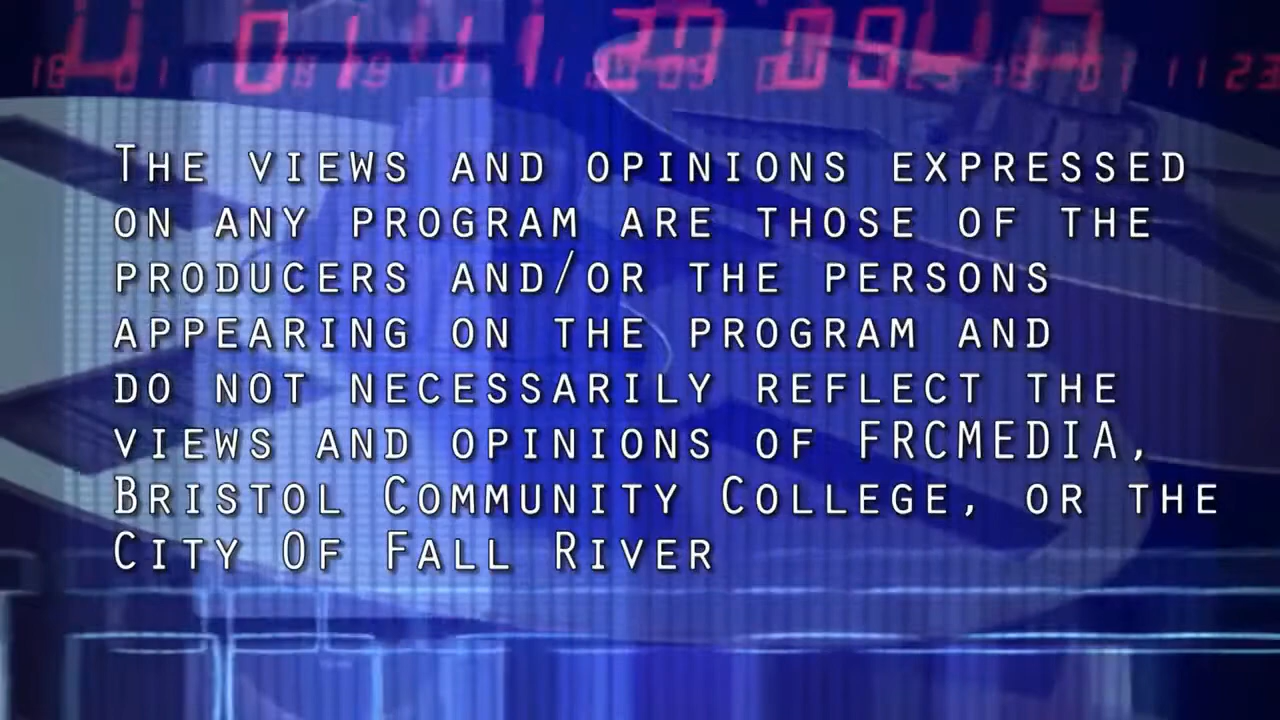 The views and opinions expressed
on any program are those of the
producers and/or the persons
appearing on the program and
do not necessarily reflect the
views and opinions of FRCMEDIA,
Bristol Community College, or the
City Of Fall River